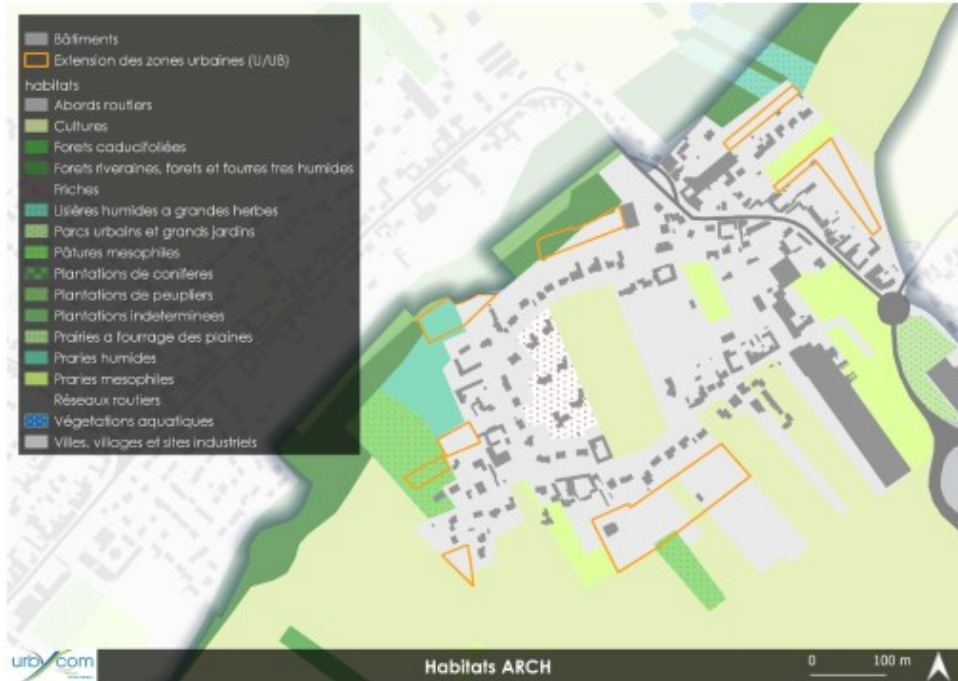 Bâtiments
Extension des zones urbaines (U/UB)
habitats
Abords routiers
Cultures
Forets caducifoliées
Forets riveraines, forets et fourres tres humides
Friches
Lisières humides a grandes herbes
Parcs urbains et grands jardins
Pâtures mesophiles
Plantations de coniferes
Plantations de peupliers
Plantations indeterminees
Prairies a fourrage des plaines
Praries humides
Praries mesophiles
Réseaux routiers
Végetations aquatiques
Villes, villages et sites industriels
urbycom
Habitats ARCH
0 100 m